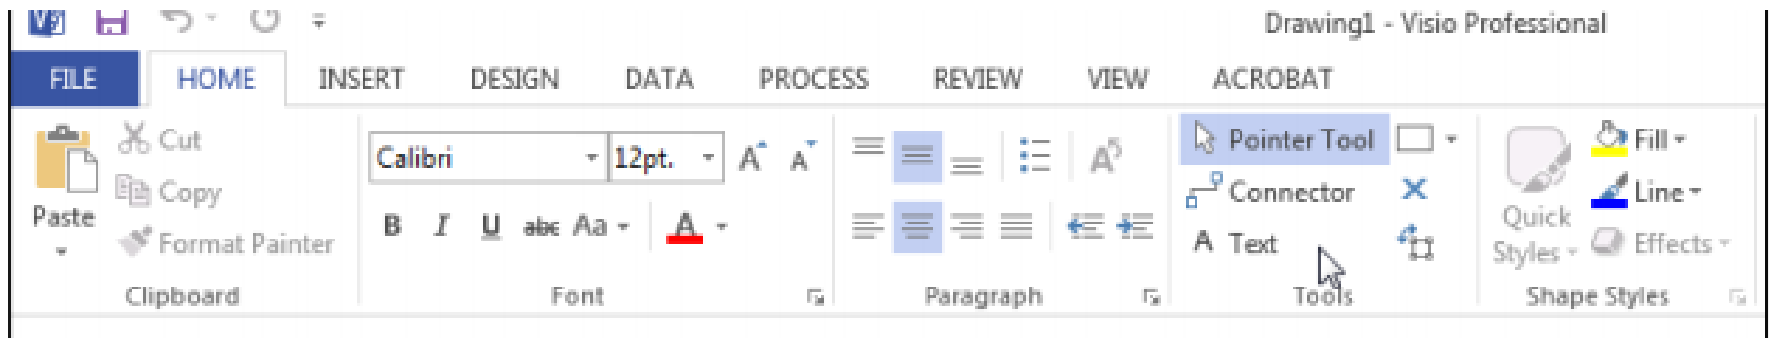 Drawing1 - Visio Professional
FILE HOME INSERT DESIGN DATA PROCESS REVIEW VIEW ACROBAT
Paste
Cut
Copy
Format Painter
Clipboard
Calibri 12pt. A A
B I U abc Aa A
Font
A
Paragraph
Pointer Tool
Connector
A Text
Tools
Quick
Styles
Fill
Line
Effects
Shape Styles